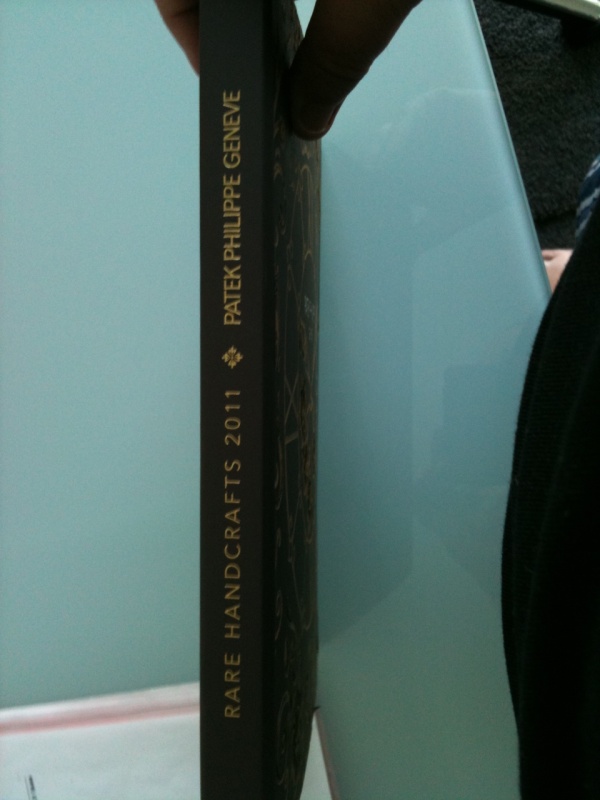 RARE HANDCRAFTS 2011 PATEK PHILIPPE GENEVE